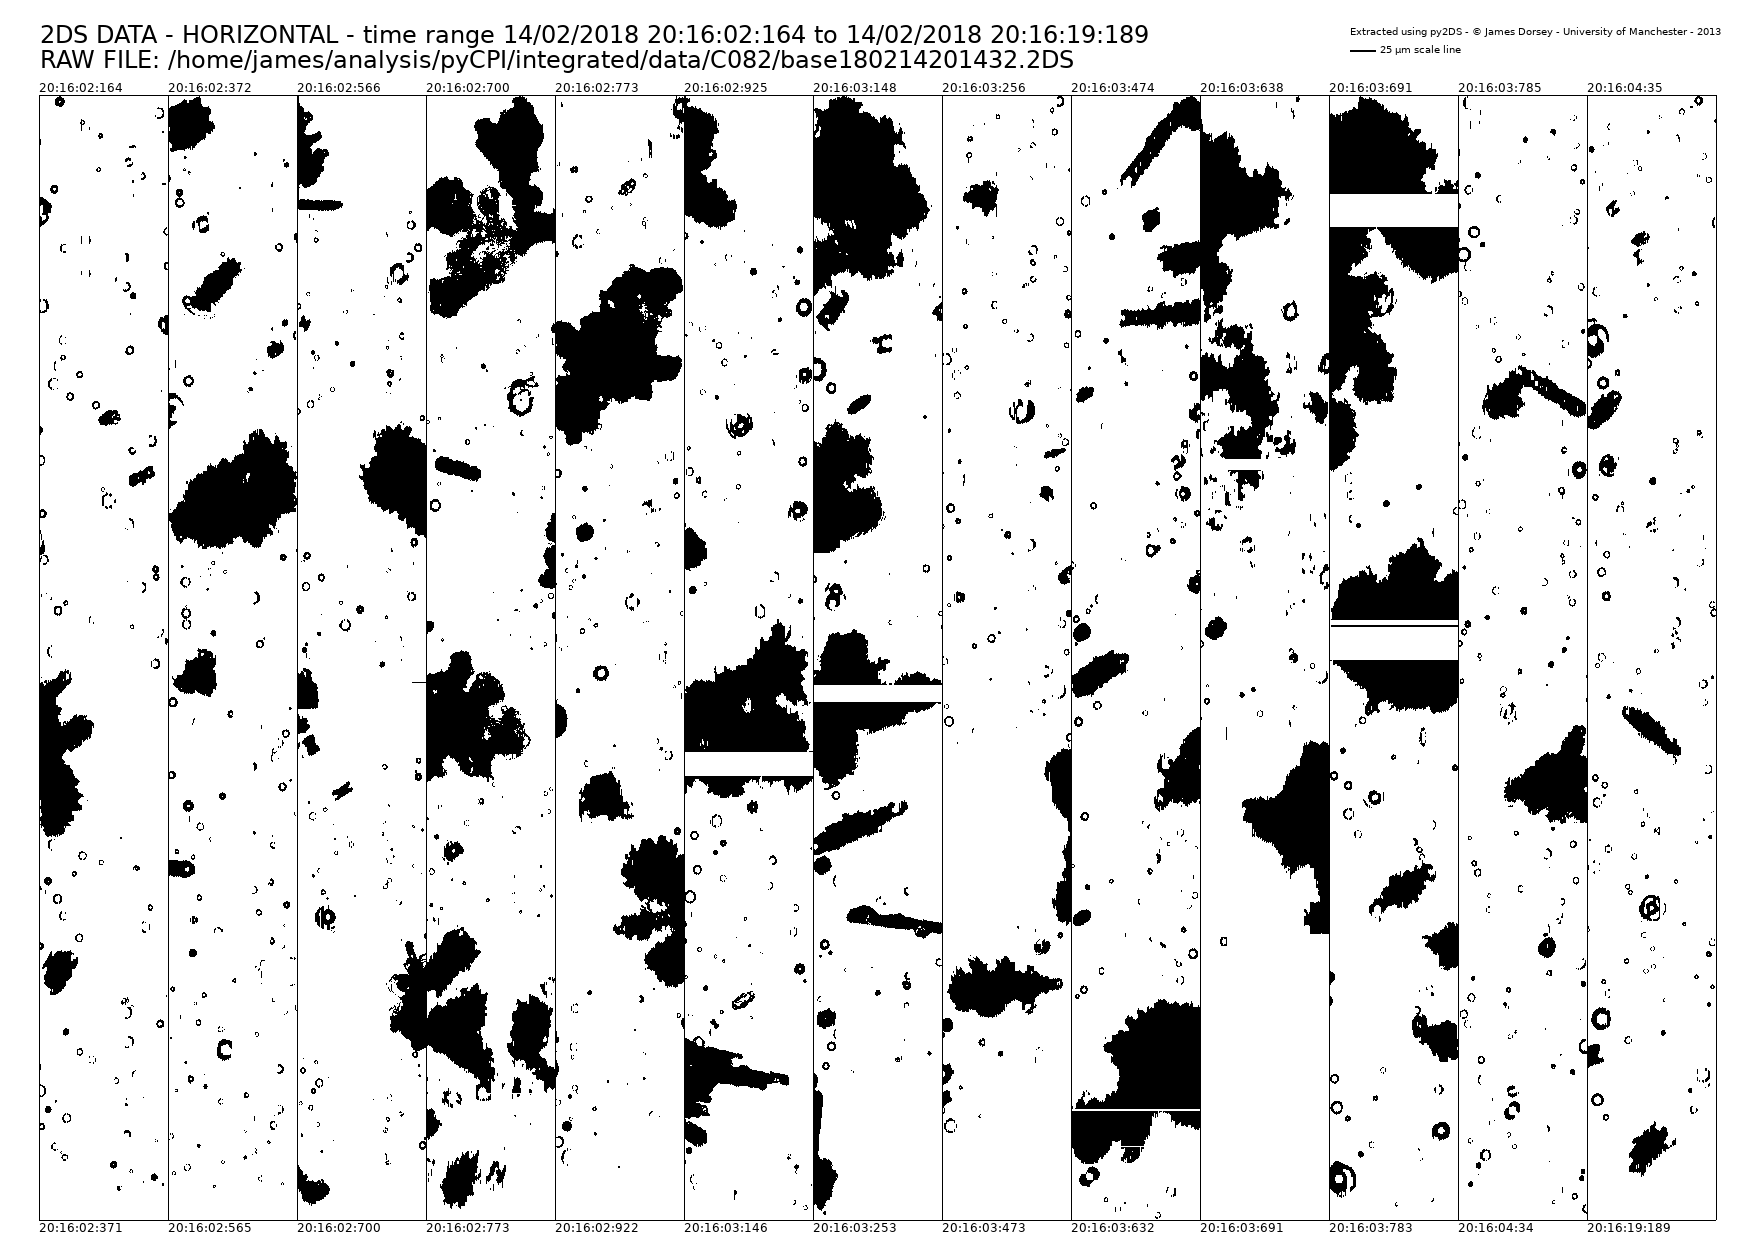 2DS DATA - HORIZONTAL - time range 14/02/2018 20:16:02:164 to 14/02/2018 20:16:19:189
RAW FILE: /home/james/analysis/pyCPI/integrated/data/C082/base180214201432.2DS
Extracted using py2DS - © James Dorsey - University of Manchester - 2013
25 µm scale line
20:16:02:164 20:16:02:372 20:16:02:566 20:16:02:700 20:16:02:773 20:16:02:925 20:16:03:148 20:16:03:256 20:16:03:474 20:16:03:638 20:16:03:691 20:16:03:785 20:16:04:35
20:16:02:371 20:16:02:565 20:16:02:700 20:16:02:773 20:16:02:922 20:16:03:146 20:16:03:253 20:16:03:473 20:16:03:632 20:16:03:691 20:16:03:783 20:16:04:34 20:16:19:189